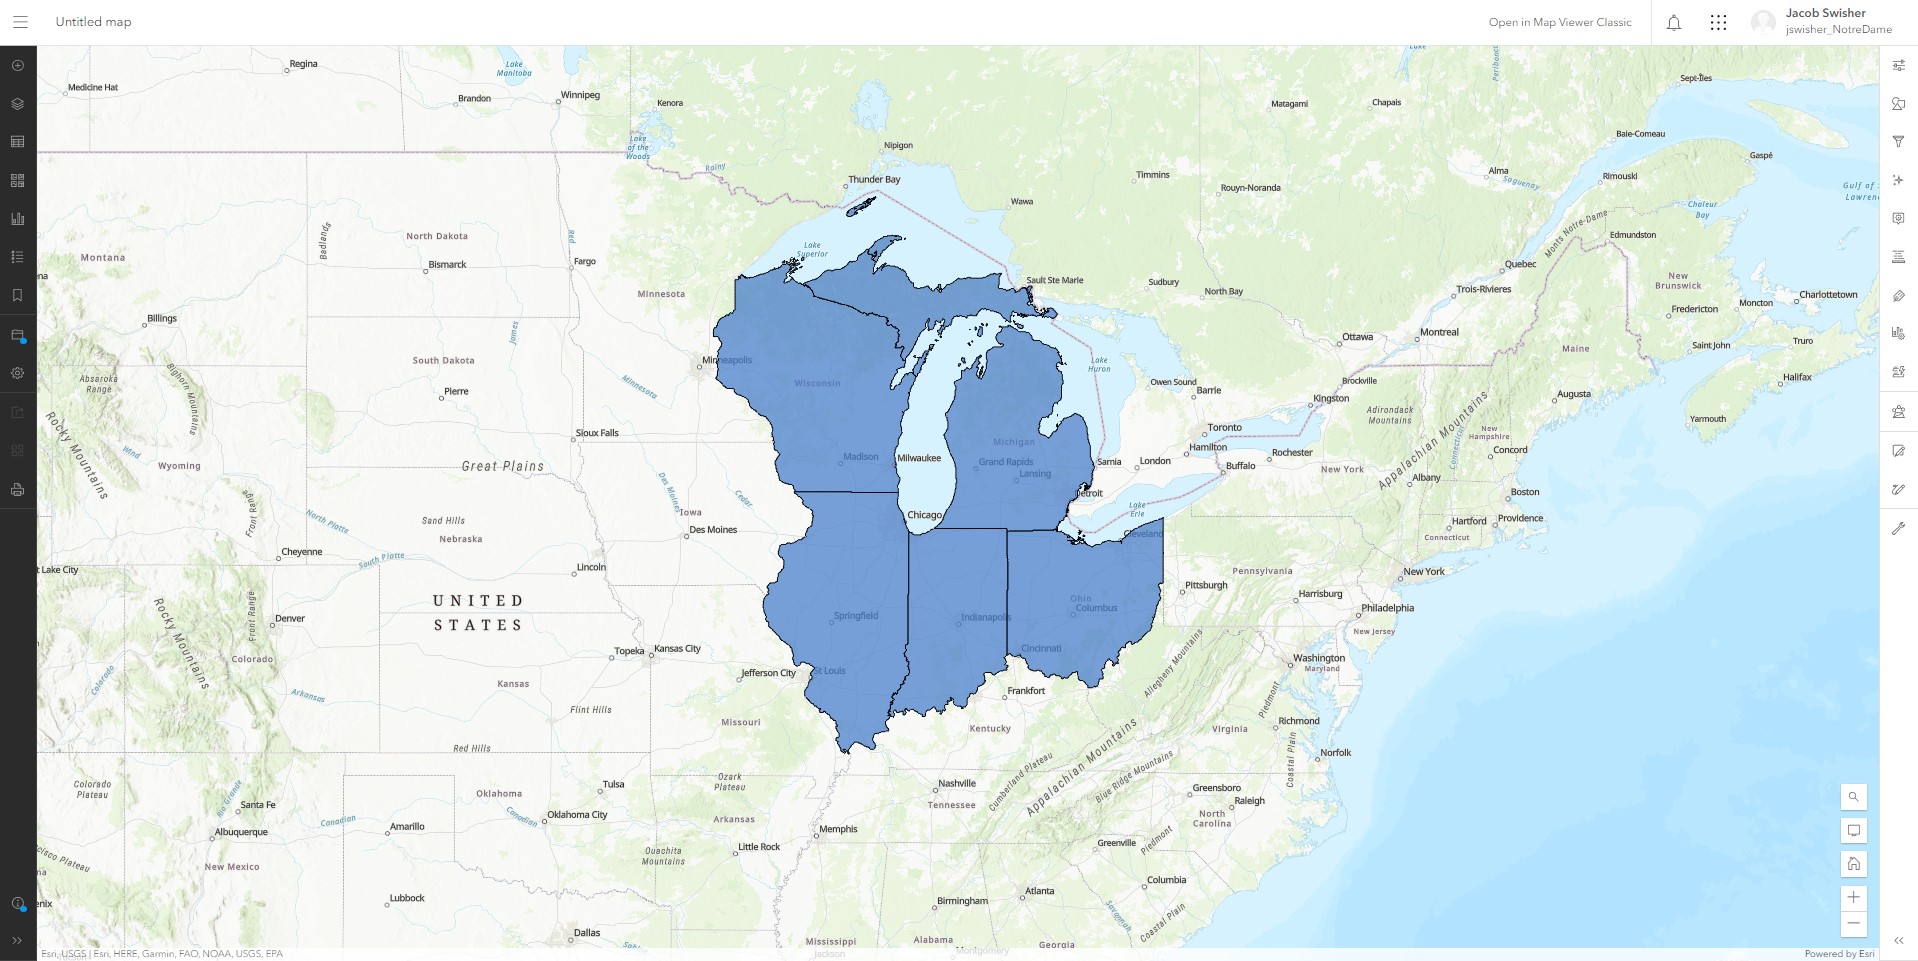 Untitled map
Open in Map Viewer Classic
Jacob Swisher
jswisher_NotreDame
Regina
Medicine Hat
Lake Manitoba
Brandon
Winnipeg
Kenora
Lake of the Woods
Rainy
Nipigon
Thunder Bay
Wawa
Timmins
Matagami
Chapais
Rouyn-Noranda
Sept-Îles
Baie-Comeau
Gaspé
Rimouski
Alma
Saguenay
Gulf of
Lawren
Chaleur Bay
Monts Notre-Dame
Edmundston
Quebec
New Brunswick
Fredericton
Moncton
Charlottetown
Trois-Rivieres
Montreal
Ottawa
Saint John
Truro
Halifax
Yarmouth
Maine
Augusta
Montana
Badlands
North Dakota
Bismarck
Red
Fargo
Minnesota
Lake Superior
Sault Ste Marie
Sudbury
North Bay
Billings
James
South Dakota
Pierre
Absaroka Range
Bighorn Mountains
Minneapolis
Minnesota
Wisconsin
Lake Huron
Owen Sound
Barrie
Brockville
Kingston
Adirondack Mountains
Appalachian Mountains
Connecticut
New Hampshire
Concord
Rocky Mountains
Wind
Wyoming
Great Plains
Sioux Falls
Des Moines
Cedar
Iowa
Des Moines
Madison
Milwaukee
Michigan
Grand Rapids
Lansing
Sarnia
London
Toronto
Hamilton
Buffalo
Rochester
New York
Albany
Boston
Detroit
Lake Erie
Chicago
Hartford
Providence
Connecticut
Front Range
North Platte
Sand Hills
Nebraska
Cheyenne
South Platte
Lincoln
t Lake City
Cleveland
Pennsylvania
Pittsburgh
New York
Harrisburg
Philadelphia
New Jersey
UNITED
STATES
Rocky Mountains
Front Range
Denver
Colorado
Colorado
Arkansas
Topeka
Kansas City
Kansas
Jefferson City
Springfield
St Louis
Indianapolis
Ohio
Columbus
Cincinnati
Frankfort
Allegheny Mountains
Washington
Maryland
Piedmont
Richmond
Virginia
Norfolk
Coastal Plain
Flint Hills
Missouri
Kentucky
Red Hills
Colorado Plateau
Rio Grande
Santa Fe
Albuquerque
New Mexico
Canadian
Amarillo
Oklahoma
Canadian
Oklahoma City
Tulsa
Ozark Plateau
Arkansas
Memphis
Little Rock
Ouachita Mountains
Nashville
Tennessee
Cumberland Plateau
Appalachian Mountains
Blue Ridge Mountains
Greensboro
Raleigh
North Carolina
Piedmont
Greenville
Columbia
Atlanta
Birmingham
Savannah
Coastal Plain
Lubbock
Dallas
Mississippi
Jackson
Alabama
Montgomery
Georgia
Esri, USGS | Esri, HERE, Garmin, FAO, NOAA, USGS, EPA
Powered by Esri